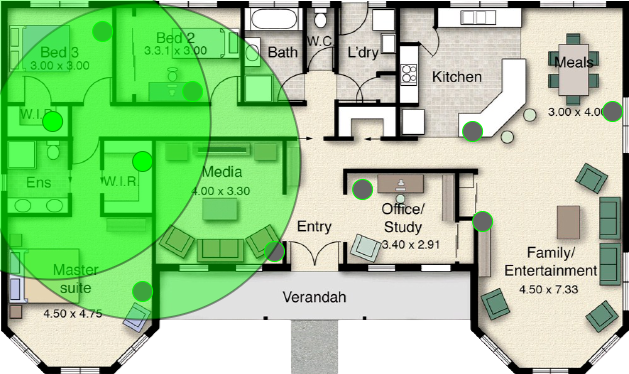 Bed 3
3.00 x 3.00
Bed 2
3.3.1 x 3.00
Bath
W.C
L'dry
Kitchen
Meals
3.00 x 4.00
W.I.R.
Ens
W.I.R.
Media
4.00 x 3.30
Office/
Study
3.40 x 2.91
Entry
Family/
Entertainment
4.50 x 7.33
Master
suite
4.50 x 4.75
Verandah